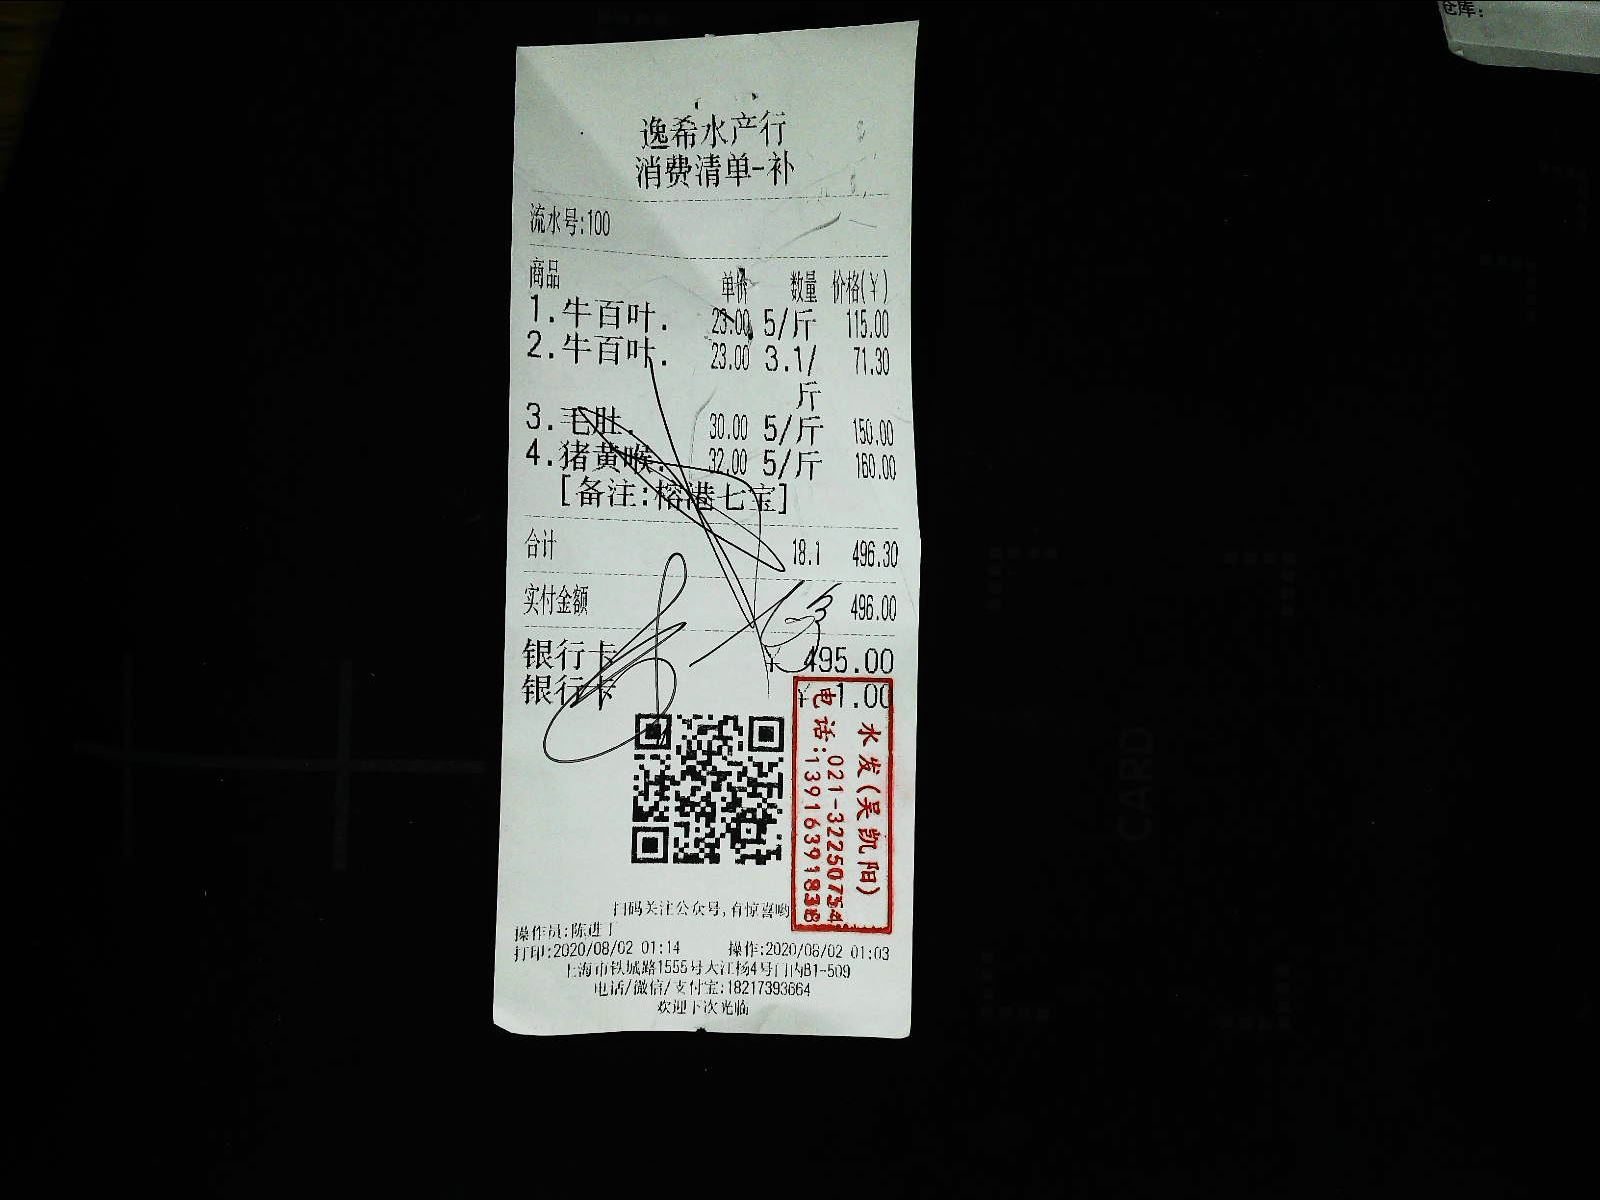 仓库:
逸希水产行
消费清单-补
流水号:100
商品 单价 数量 价格(¥)
1.牛百叶. 23.00 5/斤 115.00
2.牛百叶. 23.00 3.1/斤 71.30
3.毛肚. 30.00 5/斤 150.00
4.猪黄喉. 32.00 5/斤 160.00
[备注:榕港七宝]
合计 18.1 496.30
实付金额 496.00
银行卡 ¥ 495.00
银行卡 ¥ 1.00
水发(吴凯阳)
电话:021-32250754
13916391838
扫码关注公众号,有惊喜哟
操作员:陈进丁
打印:2020/08/02 01:14 操作:2020/08/02 01:03
上海市铁城路1555号大江杨4号门内B1-509
电话/微信/支付宝:18217393664
欢迎下次光临
CARD